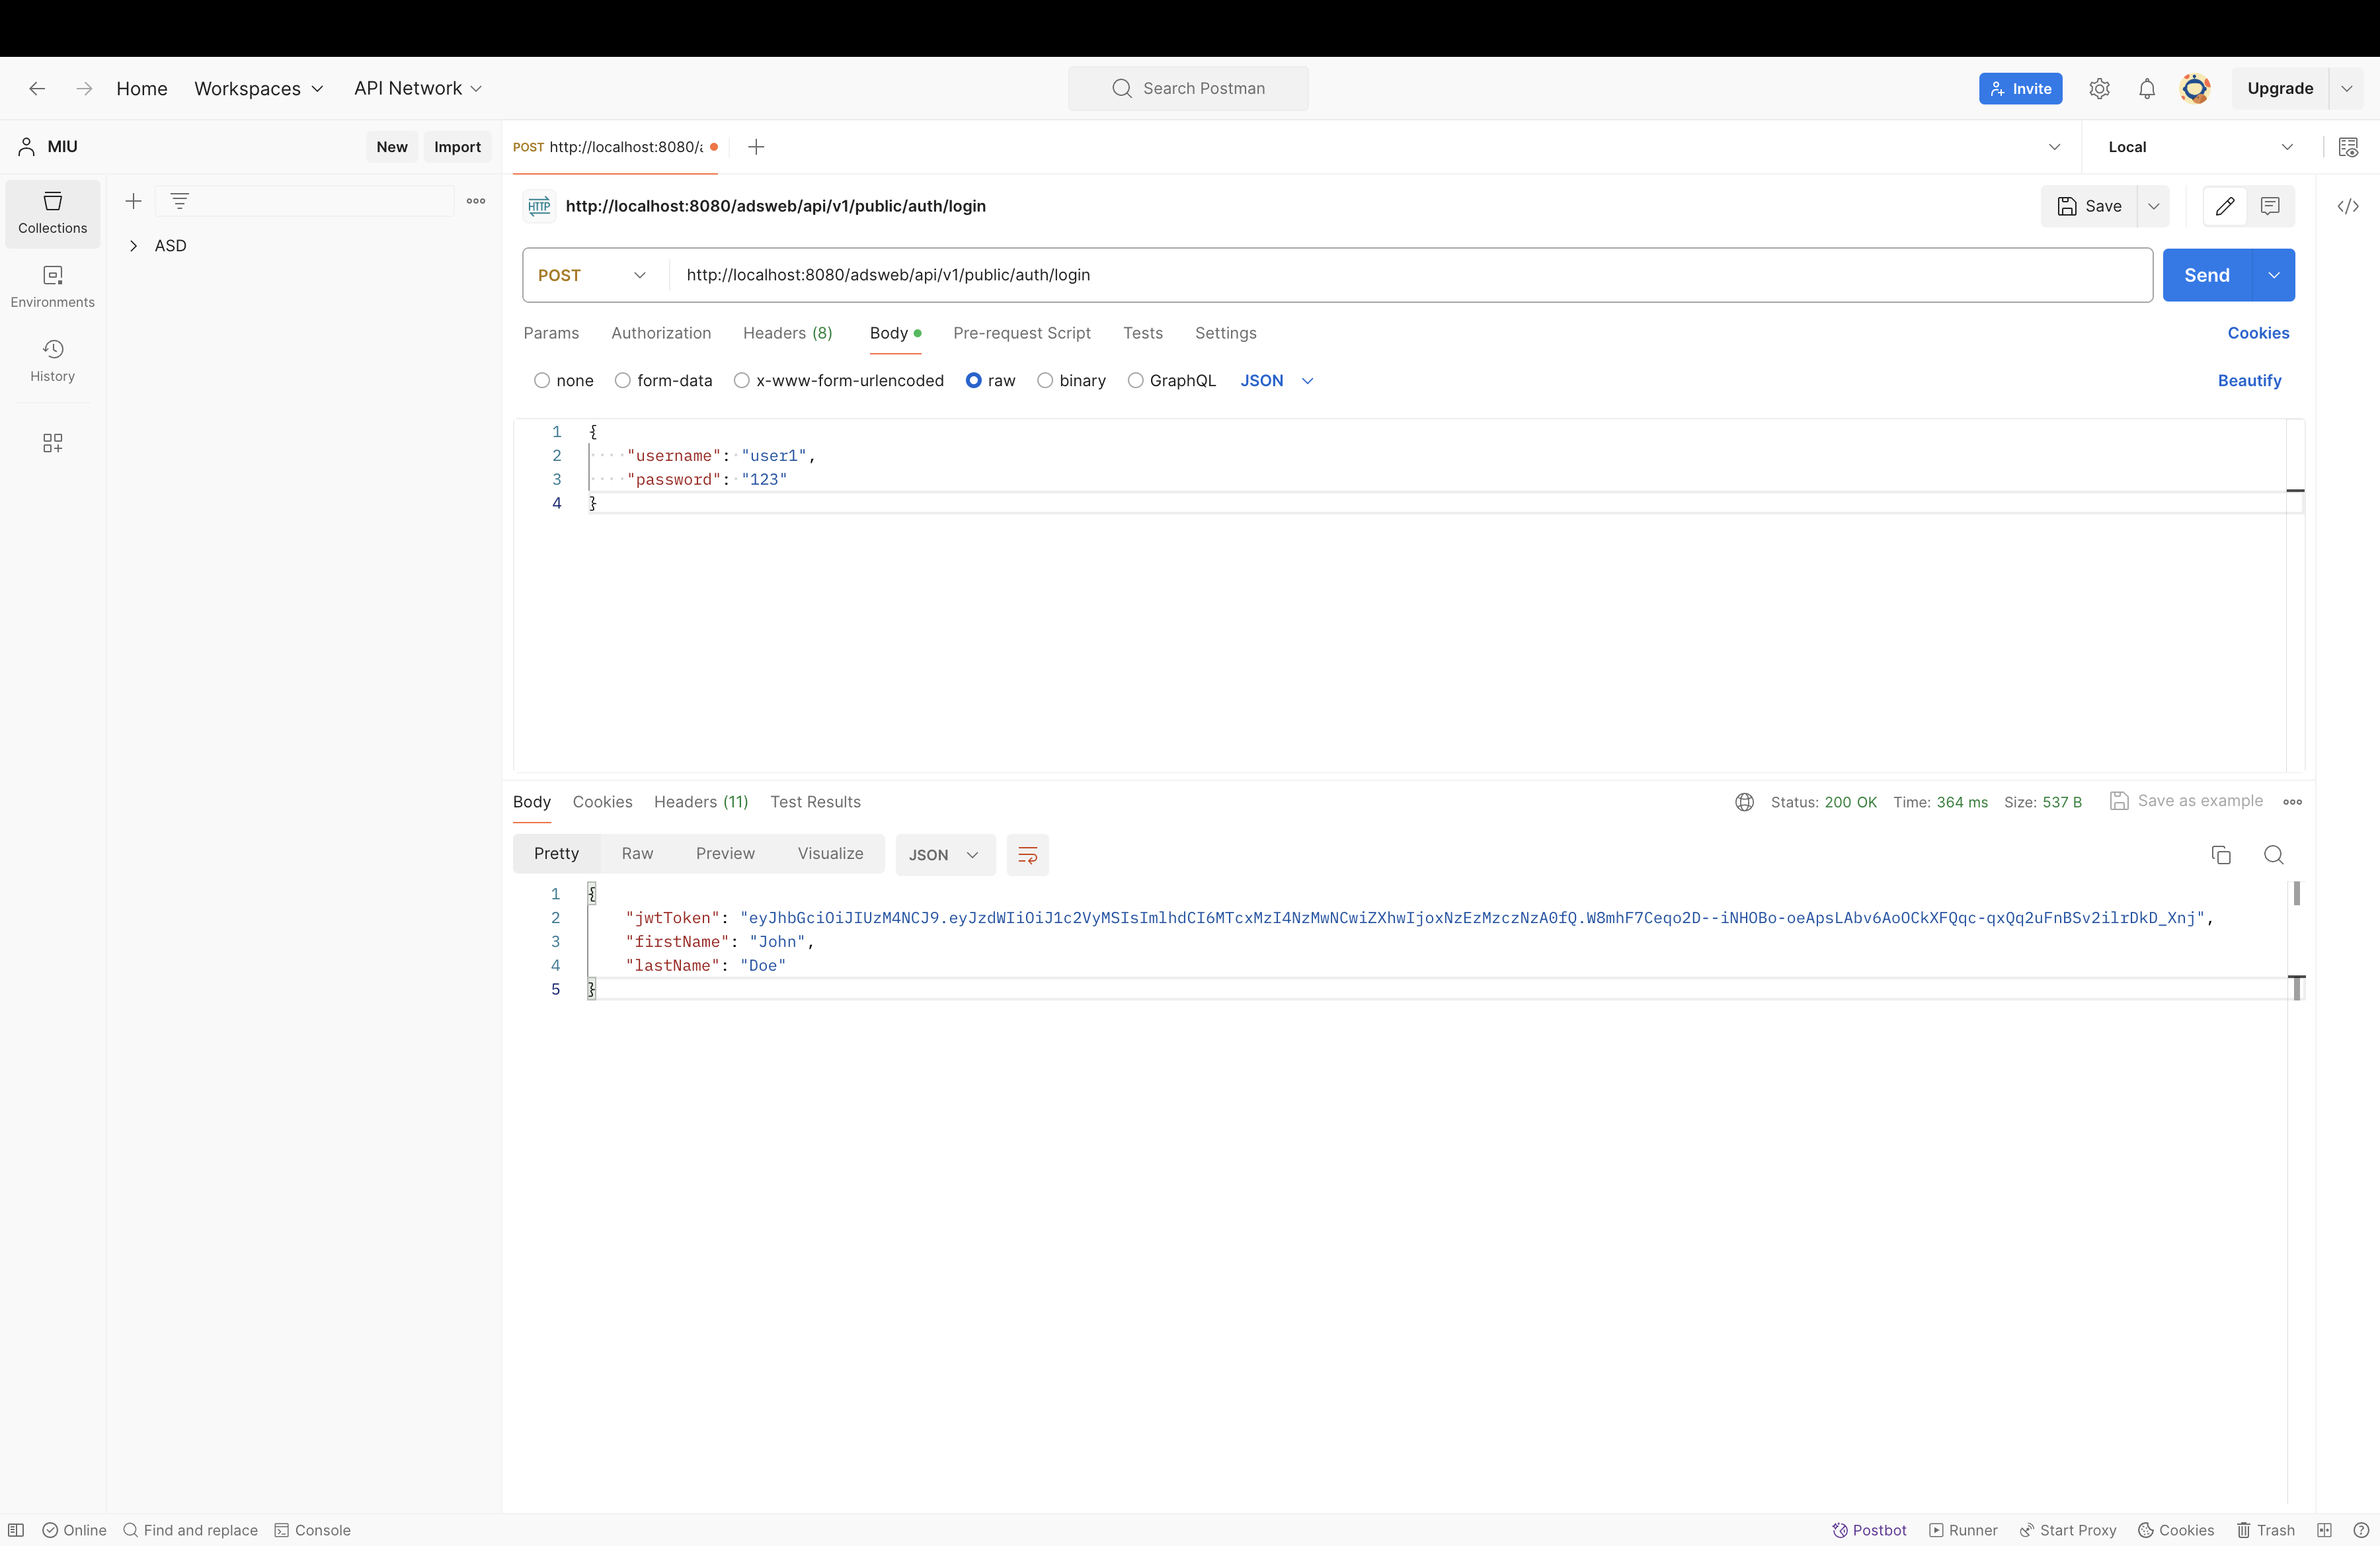 Home Workspaces API Network Search Postman Invite Upgrade
MIU New Import POST http://localhost:8080/a Local
HTTP http://localhost:8080/adsweb/api/v1/public/auth/login Save
Collections
ASD
POST http://localhost:8080/adsweb/api/v1/public/auth/login Send
Environments
Params Authorization Headers (8) Body Pre-request Script Tests Settings Cookies
History
none form-data x-www-form-urlencoded raw binary GraphQL JSON Beautify
1 {
2 "username": "user1",
3 "password": "123"
4 }
Body Cookies Headers (11) Test Results Status: 200 OK Time: 364 ms Size: 537 B Save as example
Pretty Raw Preview Visualize JSON
1 {
2 "jwtToken": "eyJhbGciOiJIUzM4NCJ9.eyJzdWIiOiJ1c2VyMSIsImlhdCI6MTcxMzI4NzMwNCwiZXhwIjoxNzEzMzczNzA0fQ.W8mhF7Ceqo2D--iNHOBo-oeApsLAbv6AoOCkXFQqc-qxQq2uFnBSv2ilrDkD_Xnj",
3 "firstName": "John",
4 "lastName": "Doe"
5 }
Online Find and replace Console Postbot Runner Start Proxy Cookies Trash